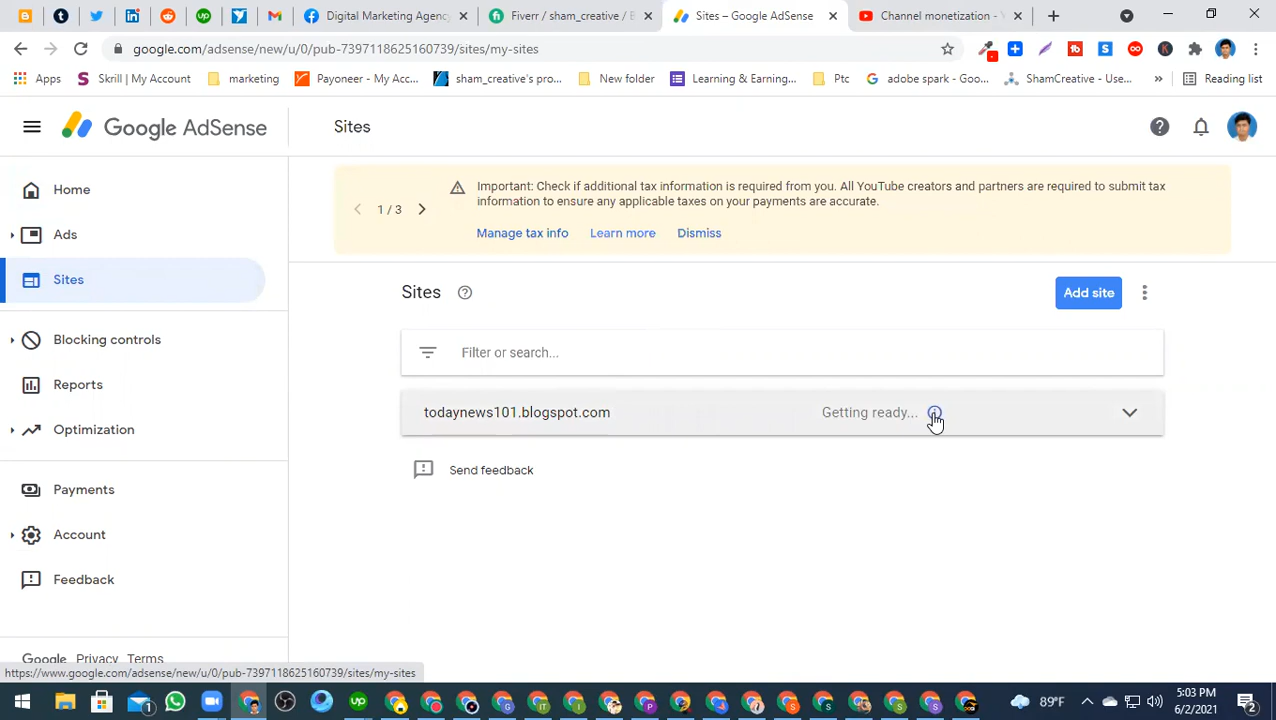 Digital Marketing Agency
Fiverr / sham_creative / B
Sites – Google AdSense
Channel monetization - Y
google.com/adsense/new/u/0/pub-7397118625160739/sites/my-sites
Apps
Skrill | My Account
marketing
Payoneer - My Acc...
sham_creative's pro...
New folder
Learning & Earning...
Ptc
adobe spark - Goo...
ShamCreative - Use...
»
Reading list
Google AdSense
Sites
Home
Ads
Sites
Blocking controls
Reports
Optimization
Payments
Account
Feedback
Google Privacy Terms
Important: Check if additional tax information is required from you. All YouTube creators and partners are required to submit tax
information to ensure any applicable taxes on your payments are accurate.
1 / 3
Manage tax info Learn more Dismiss
Sites
Add site
Filter or search...
todaynews101.blogspot.com
Getting ready...
Send feedback
https://www.google.com/adsense/new/u/0/pub-7397118625160739/sites/my-sites
89°F
5:03 PM
6/2/2021
2